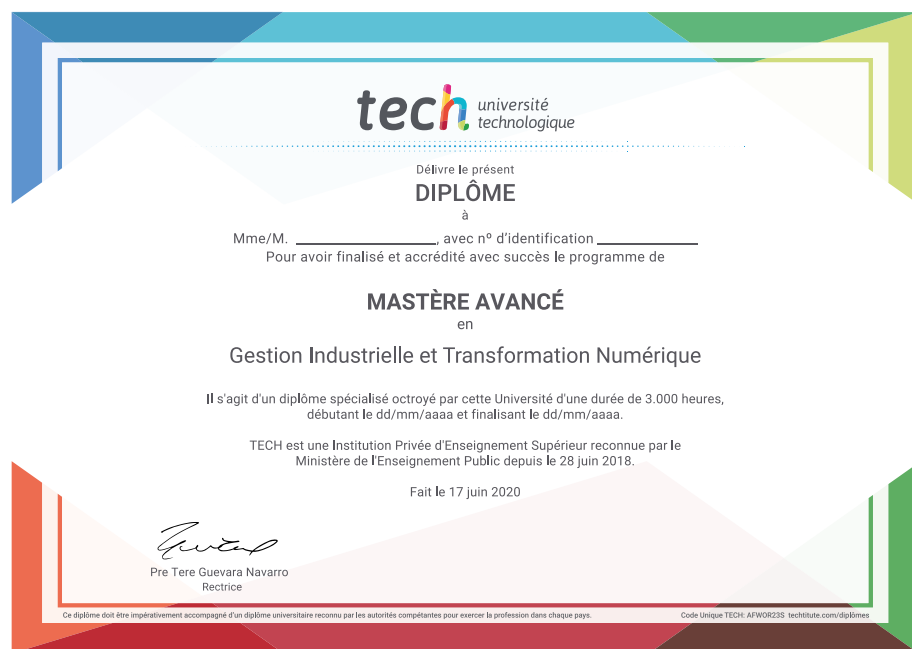 tech université
technologique
Délivre le présent
DIPLÔME
à
Mme/M. ____________________, avec nº d'identification ______________
Pour avoir finalisé et accrédité avec succès le programme de
MASTÈRE AVANCÉ
en
Gestion Industrielle et Transformation Numérique
Il s'agit d'un diplôme spécialisé octroyé par cette Université d'une durée de 3.000 heures,
débutant le dd/mm/aaaa et finalisant le dd/mm/aaaa.
TECH est une Institution Privée d'Enseignement Supérieur reconnue par le
Ministère de l'Enseignement Public depuis le 28 juin 2018.
Fait le 17 juin 2020
Pre Tere Guevara Navarro
Rectrice
Ce diplôme doit être impérativement accompagné d'un diplôme universitaire reconnu par les autorités compétentes pour exercer la profession dans chaque pays.
Code Unique TECH: AFWOR23S techtitute.com/diplômes